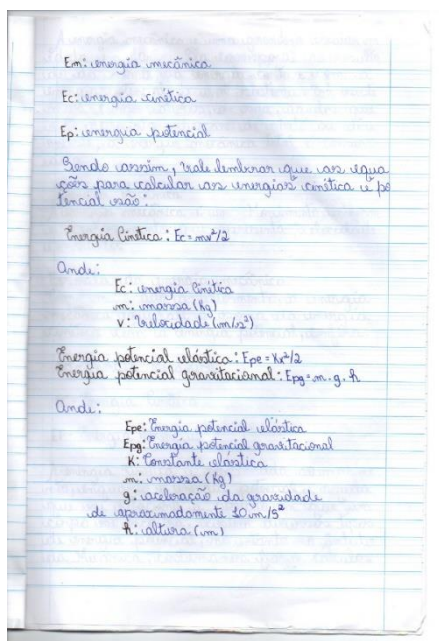 Em: energia mecânica
Ec: energia cinética
Ep: energia potencial
Sendo assim, vale lembrar que as equa
ções para calcular as energias cinética e po
tencial são:
Energia Cinética: Ec = mv²/2
Onde:
Ec: energia Cinética
m: massa (Kg)
v: Velocidade (m/s²)
Energia potencial elástica: Epe = Kx²/2
Energia potencial gravitacional: Epg = m.g.h
Onde:
Epe: Energia potencial elástica
Epg: Energia potencial gravitacional
K: Constante elástica
m: massa (Kg)
g: aceleração da gravidade
de aproximadamente 10 m/s²
h: altura (m)